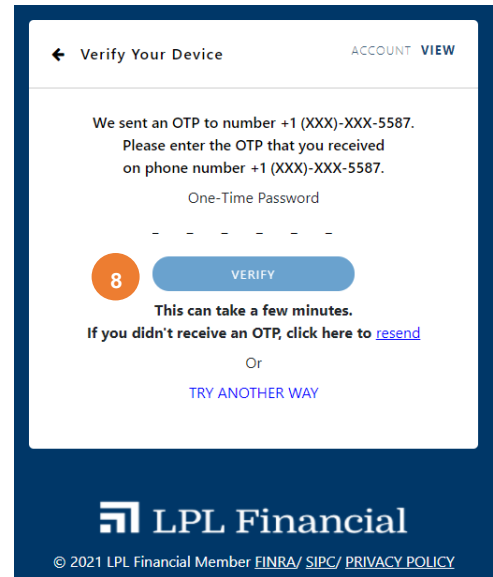 Verify Your Device ACCOUNT VIEW
We sent an OTP to number +1 (XXX)-XXX-5587.
Please enter the OTP that you received
on phone number +1 (XXX)-XXX-5587.
One-Time Password
_ _ _ _ _ _
8 VERIFY
This can take a few minutes.
If you didn't receive an OTP, click here to resend
Or
TRY ANOTHER WAY
LPL Financial
© 2021 LPL Financial Member FINRA/ SIPC/ PRIVACY POLICY